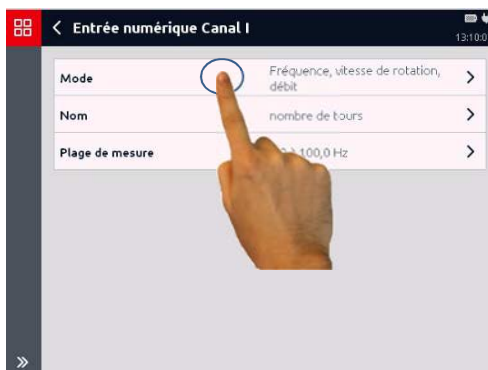 Entrée numérique Canal I
13:10:0
Mode
Fréquence, vitesse de rotation,
débit
Nom
nombre de tours
Plage de mesure
100,0 Hz